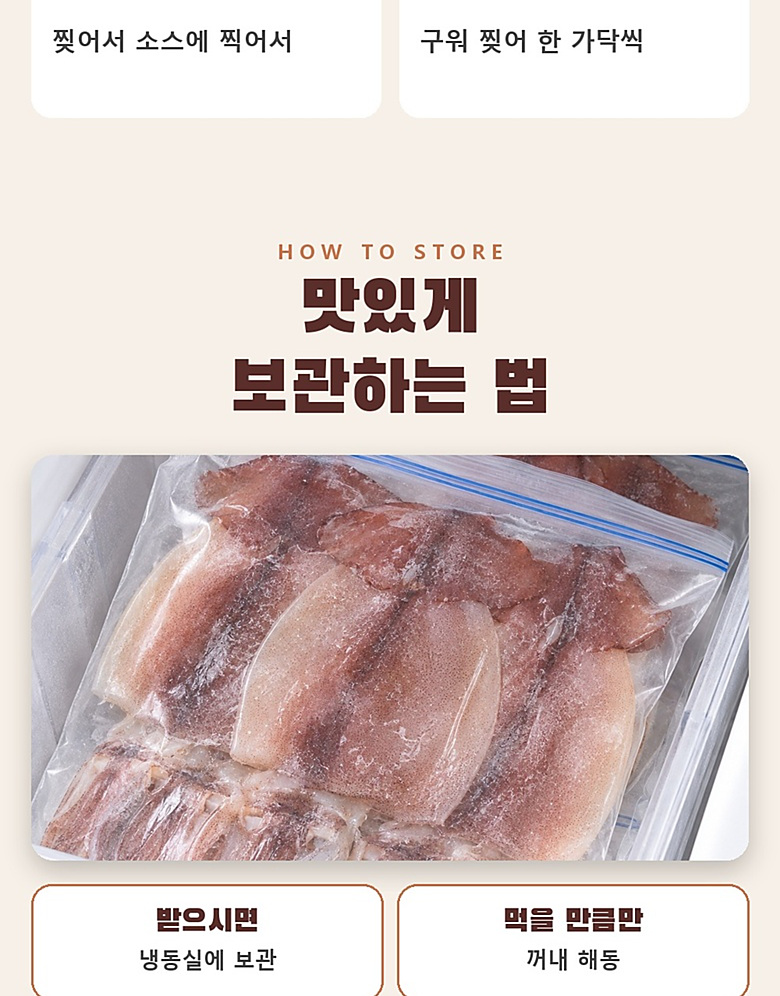 찢어서 소스에 찍어서
구워 찢어 한 가닥씩
HOW TO STORE
맛있게
보관하는 법
받으시면
냉동실에 보관
먹을 만큼만
꺼내 해동